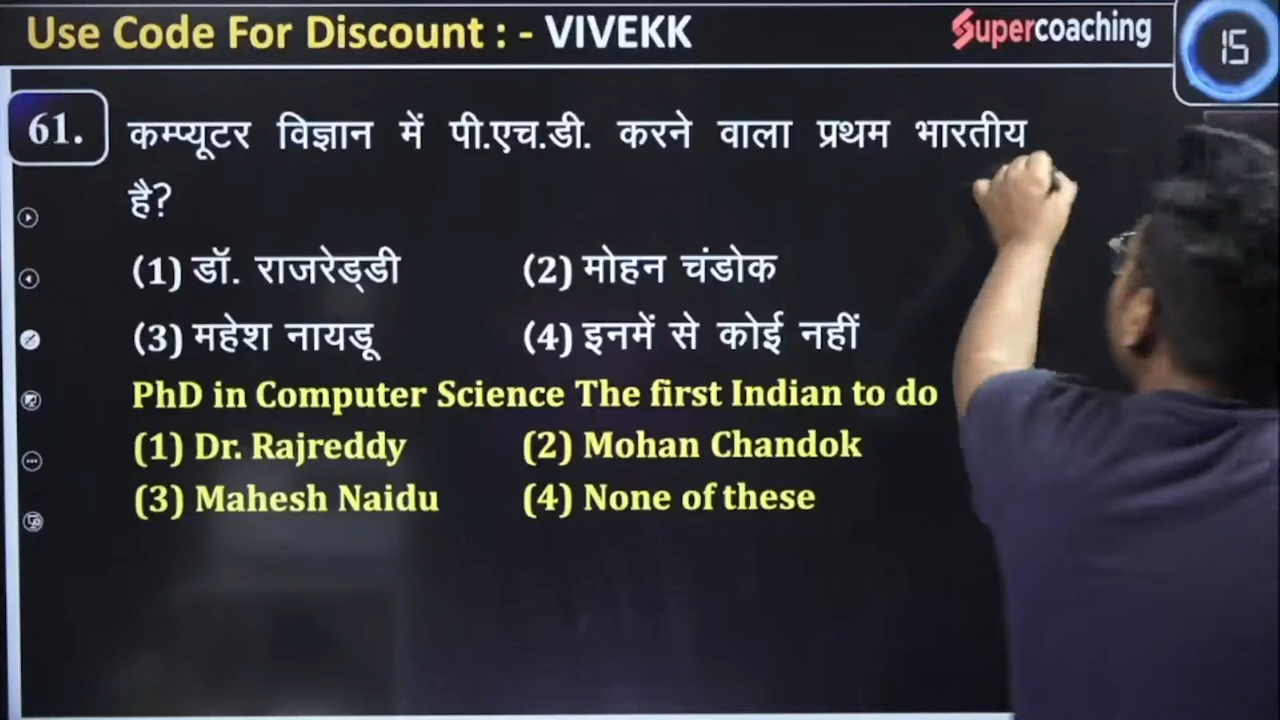 Use Code For Discount : - VIVEKK
Supercoaching
15
61. कम्प्यूटर विज्ञान में पी.एच.डी. करने वाला प्रथम भारतीय
है?
(1) डॉ. राजरेड्डी (2) मोहन चंडोक
(3) महेश नायडू (4) इनमें से कोई नहीं
PhD in Computer Science The first Indian to do
(1) Dr. Rajreddy (2) Mohan Chandok
(3) Mahesh Naidu (4) None of these